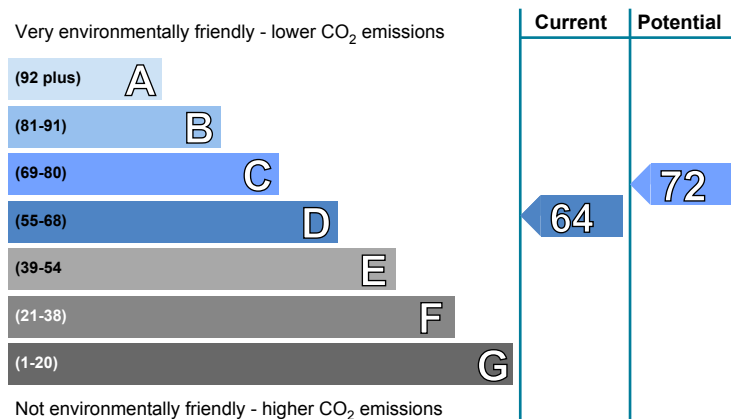 Current Potential
Very environmentally friendly - lower CO₂ emissions
(92 plus) A
(81-91) B
(69-80) C
72
(55-68) D
64
(39-54 E
(21-38) F
(1-20) G
Not environmentally friendly - higher CO₂ emissions